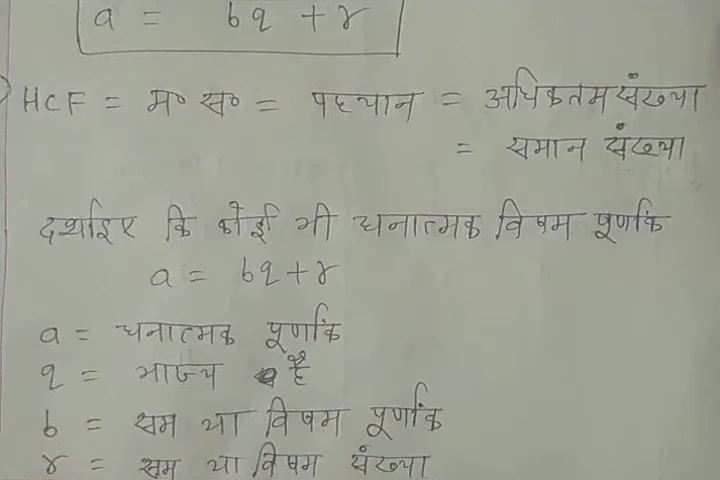 a = bq + r
HCF = म० स० = पहचान = अधिकतम संख्या
= समान संख्या
दर्शाइए कि कोई भी धनात्मक विषम पूर्णांक
a = bq + r
a = धनात्मक पूर्णांक
q = भाज्य है
b = सम या विषम पूर्णांक
r = सम या विषम संख्या